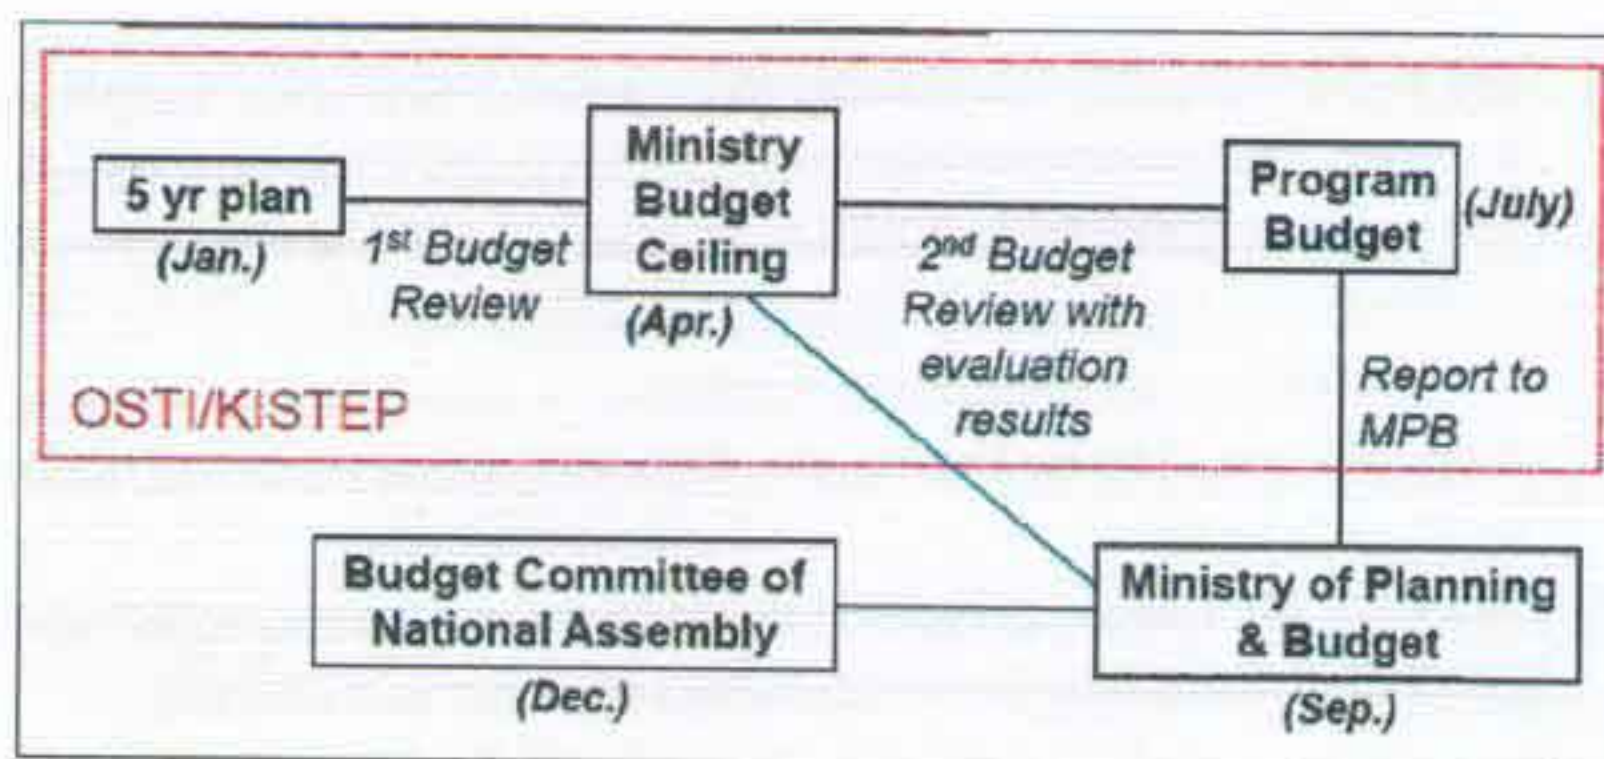 5 yr plan
(Jan.)
1st Budget
Review
Ministry
Budget
Ceiling
(Apr.)
2nd Budget
Review with
evaluation
results
Program
Budget
(July)
Report to
MPB
OSTI/KISTEP
Budget Committee of
National Assembly
(Dec.)
Ministry of Planning
& Budget
(Sep.)